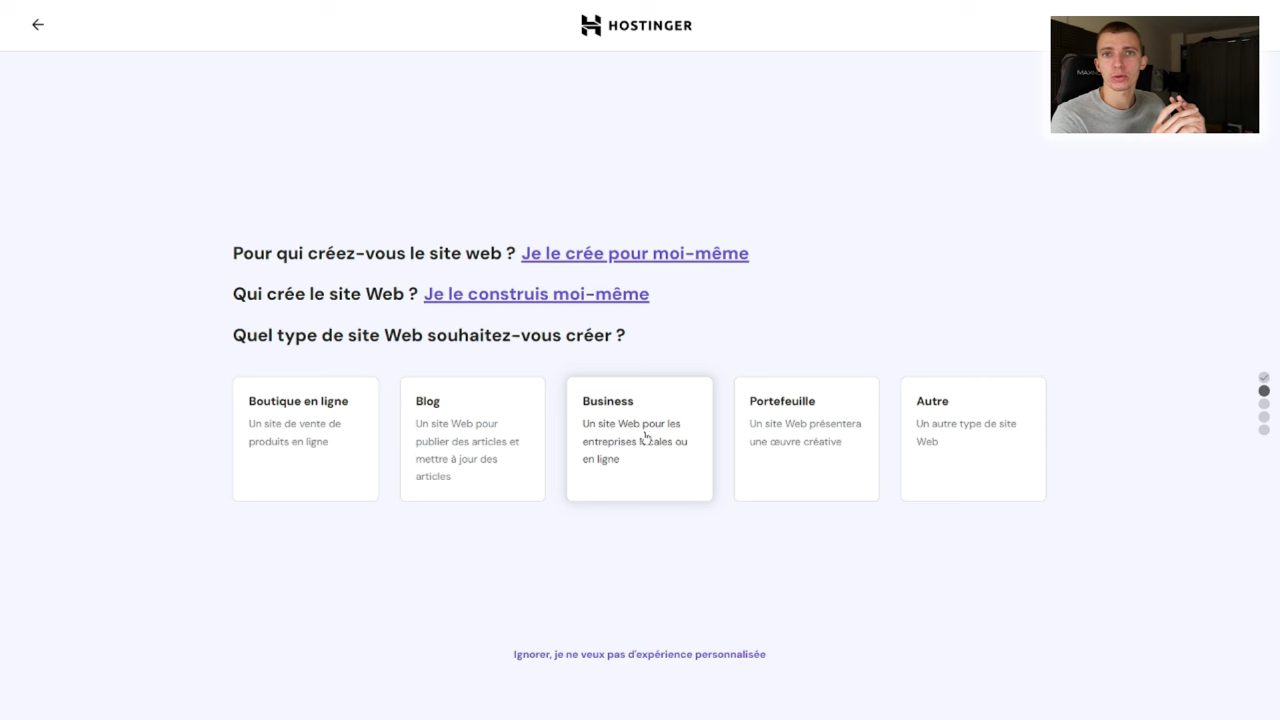 HOSTINGER
MAX
Pour qui créez-vous le site web ? Je le crée pour moi-même
Qui crée le site Web ? Je le construis moi-même
Quel type de site Web souhaitez-vous créer ?
Boutique en ligne
Un site de vente de
produits en ligne
Blog
Un site Web pour
publier des articles et
mettre à jour des
articles
Business
Un site Web pour les
entreprises locales ou
en ligne
Portefeuille
Un site Web présentera
une œuvre créative
Autre
Un autre type de site
Web
Ignorer, je ne veux pas d'expérience personnalisée